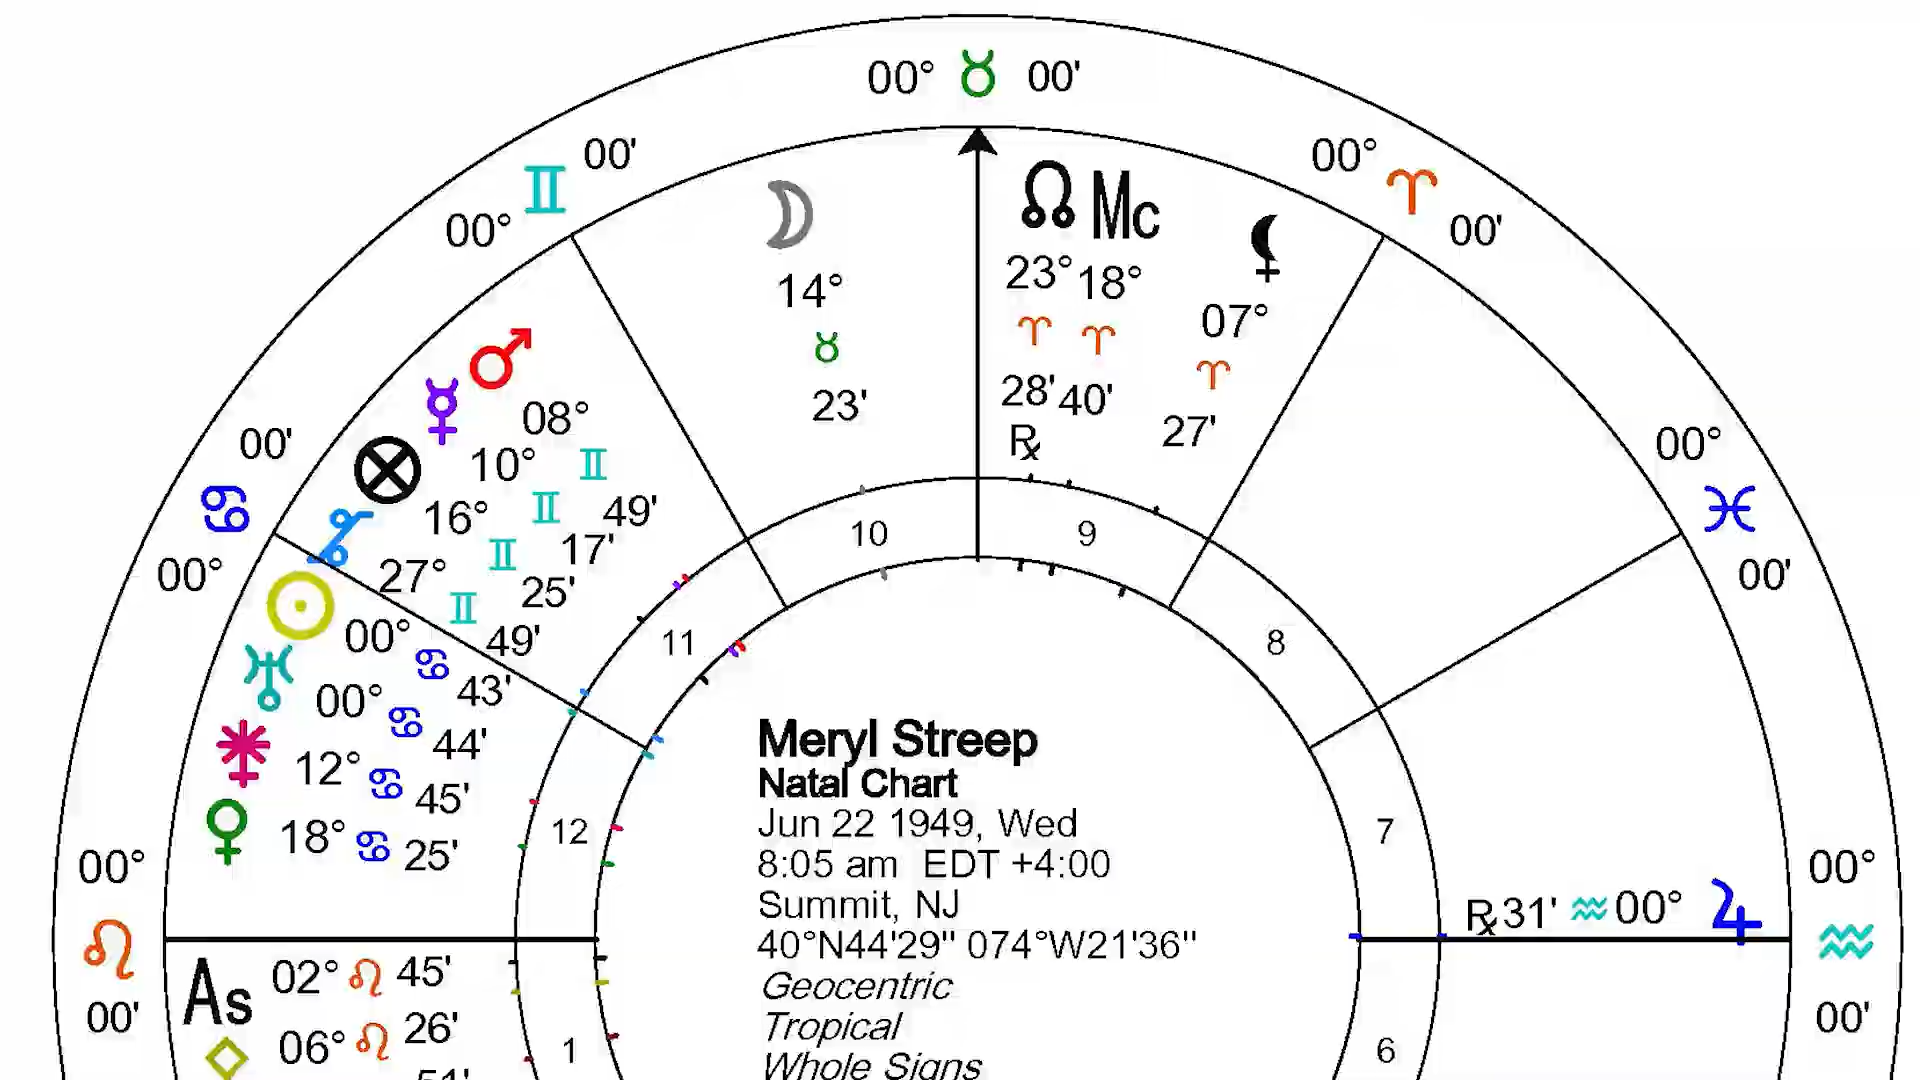 00° ♉ 00'
00° ♊ 00'
00° ♈ 00'
☊ Mc
14° ♉ 23'
23° ♈ 28' ℞
18° ♈ 40'
07° ♈ 27'
08° ♊ 49'
10° ♊ 17'
16° ♊ 25'
27° ♊ 49'
00' ♋ 00°
00° ♓ 00'
00° ♋ 43'
00° ♋ 44'
12° ♋ 45'
18° ♋ 25'
10
9
11
8
12
7
1
6
Meryl Streep
Natal Chart
Jun 22 1949, Wed
8:05 am EDT +4:00
Summit, NJ
40°N44'29" 074°W21'36"
Geocentric
Tropical
Whole Signs
00° ♌ 00'
As 02° ♌ 45'
06° ♌ 26'
51'
℞ 31' ♒ 00° ♃
00° ♒ 00'